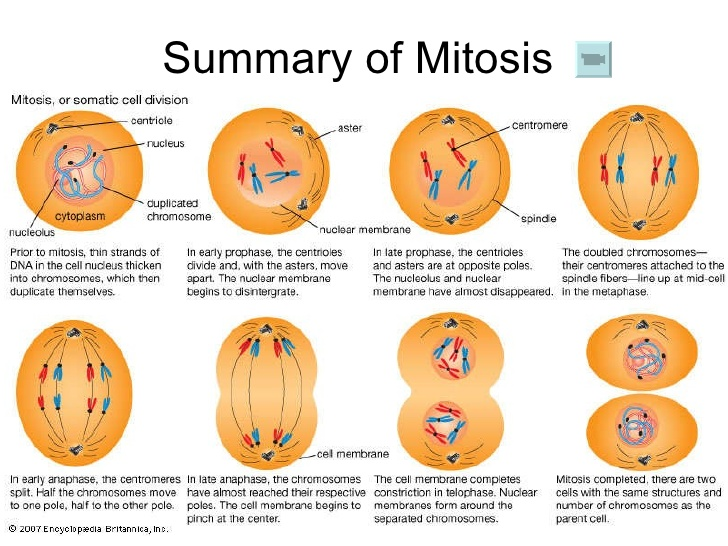 Summary of Mitosis
Mitosis, or somatic cell division
centriole
nucleus
duplicated
chromosome
cytoplasm
nucleolus
aster
nuclear membrane
centromere
spindle
Prior to mitosis, thin strands of
DNA in the cell nucleus thicken
into chromosomes, which then
duplicate themselves.
In early prophase, the centrioles
divide and, with the asters, move
apart. The nuclear membrane
begins to disintergrate.
In late prophase, the centrioles
and asters are at opposite poles.
The nucleolus and nuclear
membrane have almost disappeared.
The doubled chromosomes—
their centromeres attached to the
spindle fibers—line up at mid-cell
in the metaphase.
cell membrane
In early anaphase, the centromeres
split. Half the chromosomes move
to one pole, half to the other pole.
In late anaphase, the chromosomes
have almost reached their respective
poles. The cell membrane begins to
pinch at the center.
The cell membrane completes
constriction in telophase. Nuclear
membranes form around the
separated chromosomes.
Mitosis completed, there are two
cells with the same structures and
number of chromosomes as the
parent cell.
© 2007 Encyclopædia Britannica, Inc.